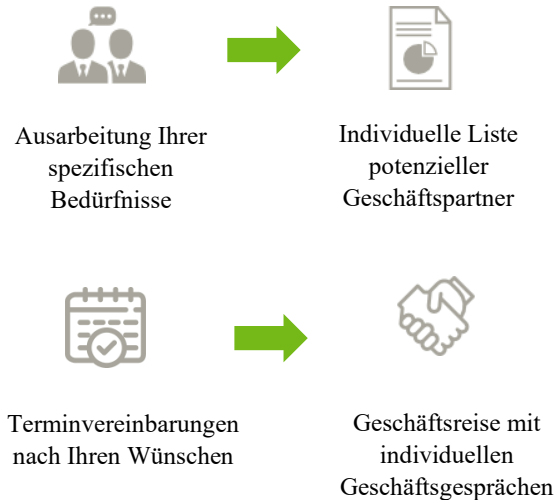 Ausarbeitung Ihrer
spezifischen
Bedürfnisse
Individuelle Liste
potenzieller
Geschäftspartner
Terminvereinbarungen
nach Ihren Wünschen
Geschäftsreise mit
individuellen
Geschäftsgesprächen